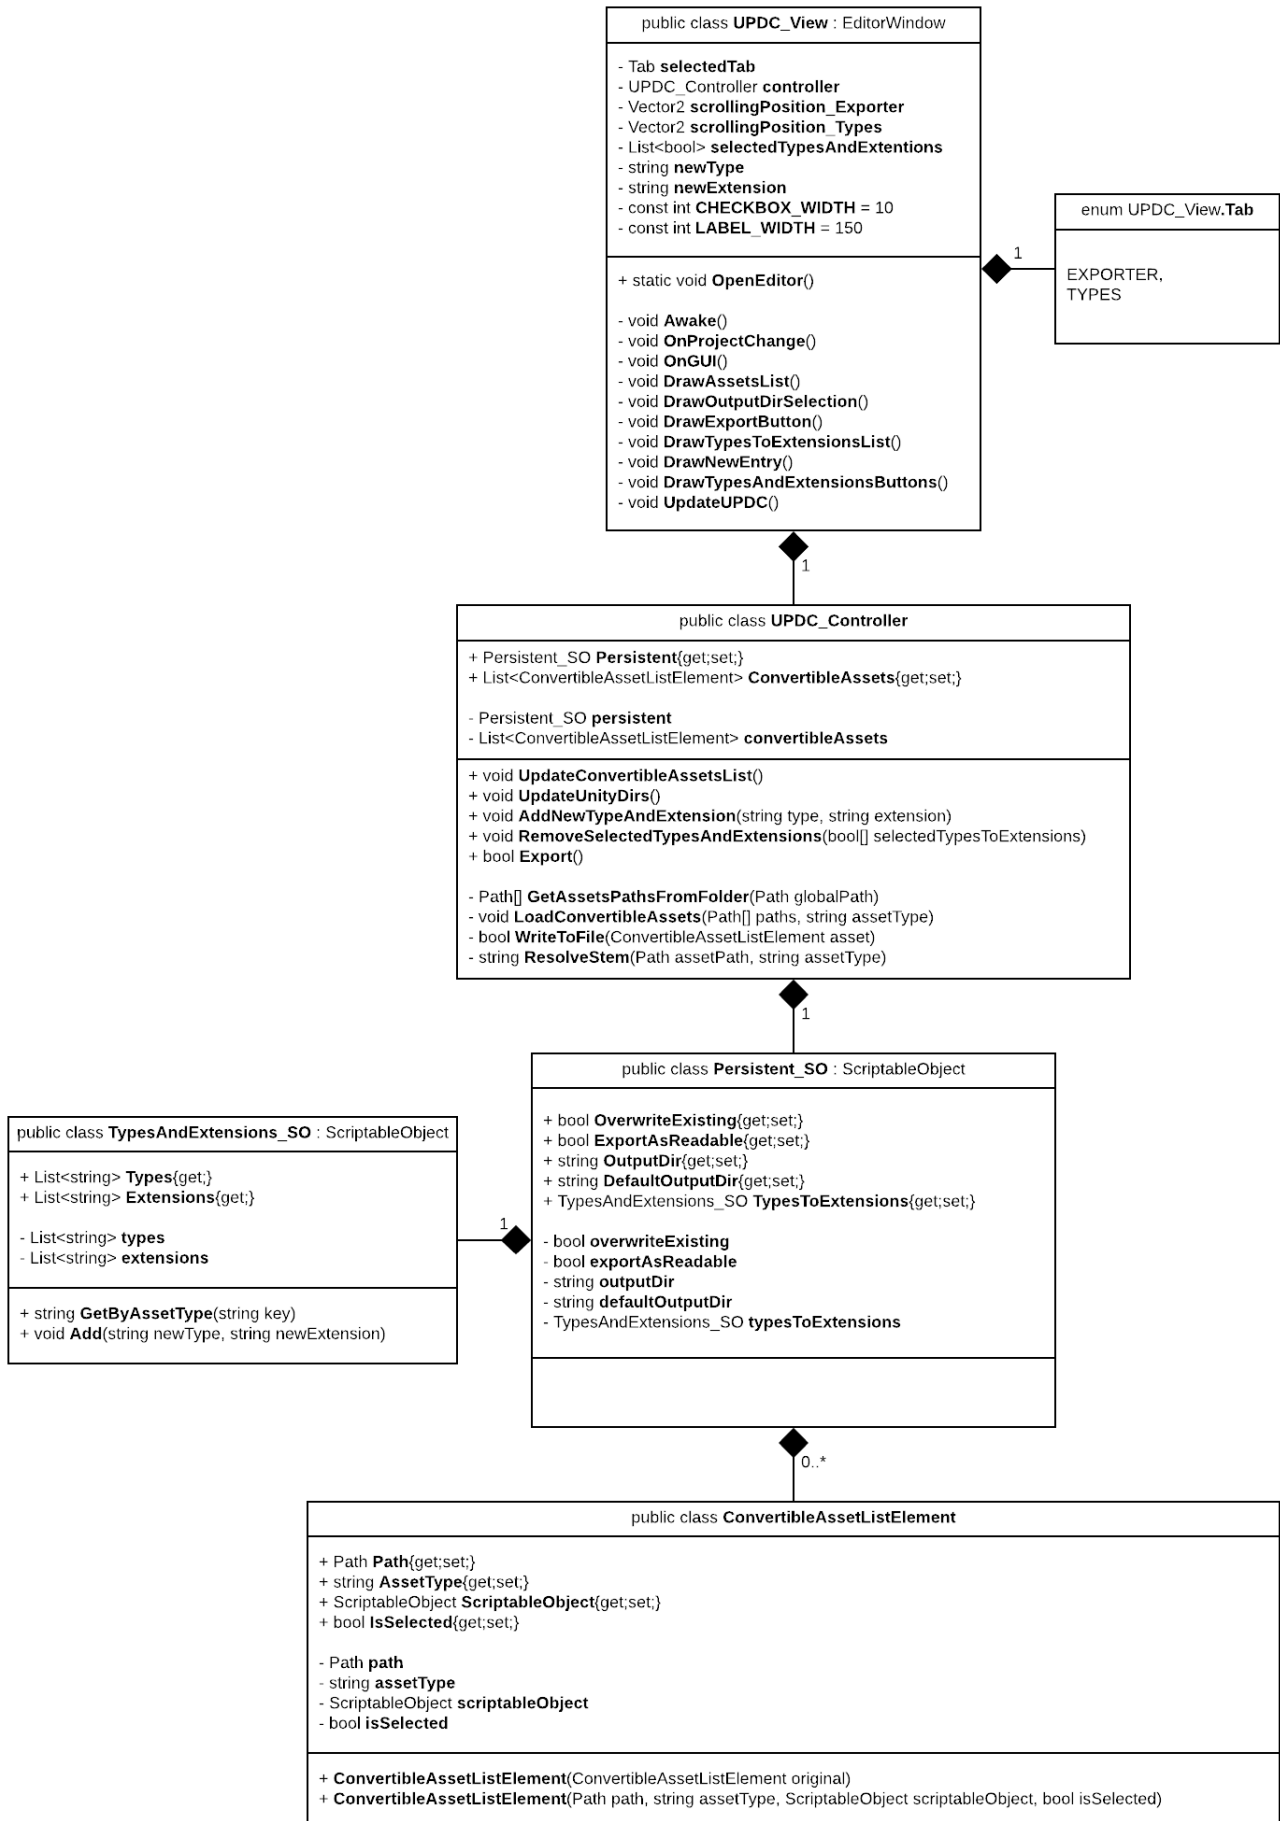 public class UPDC_View : EditorWindow
- Tab selectedTab
- UPDC_Controller controller
- Vector2 scrollingPosition_Exporter
- Vector2 scrollingPosition_Types
- List<bool> selectedTypesAndExtentions
- string newType
- string newExtension
- const int CHECKBOX_WIDTH = 10
- const int LABEL_WIDTH = 150
+ static void OpenEditor()
- void Awake()
- void OnProjectChange()
- void OnGUI()
- void DrawAssetsList()
- void DrawOutputDirSelection()
- void DrawExportButton()
- void DrawTypesToExtensionsList()
- void DrawNewEntry()
- void DrawTypesAndExtensionsButtons()
- void UpdateUPDC()
1
enum UPDC_View.Tab
EXPORTER,
TYPES
1
public class UPDC_Controller
+ Persistent_SO Persistent{get;set;}
+ List<ConvertibleAssetListElement> ConvertibleAssets{get;set;}
- Persistent_SO persistent
- List<ConvertibleAssetListElement> convertibleAssets
+ void UpdateConvertibleAssetsList()
+ void UpdateUnityDirs()
+ void AddNewTypeAndExtension(string type, string extension)
+ void RemoveSelectedTypesAndExtensions(bool[] selectedTypesToExtensions)
+ bool Export()
- Path[] GetAssetsPathsFromFolder(Path globalPath)
- void LoadConvertibleAssets(Path[] paths, string assetType)
- bool WriteToFile(ConvertibleAssetListElement asset)
- string ResolveStem(Path assetPath, string assetType)
1
public class Persistent_SO : ScriptableObject
+ bool OverwriteExisting{get;set;}
+ bool ExportAsReadable{get;set;}
+ string OutputDir{get;set;}
+ string DefaultOutputDir{get;set;}
+ TypesAndExtensions_SO TypesToExtensions{get;set;}
- bool overwriteExisting
- bool exportAsReadable
- string outputDir
- string defaultOutputDir
- TypesAndExtensions_SO typesToExtensions
1
public class TypesAndExtensions_SO : ScriptableObject
+ List<string> Types{get;}
+ List<string> Extensions{get;}
- List<string> types
- List<string> extensions
+ string GetByAssetType(string key)
+ void Add(string newType, string newExtension)
0..*
public class ConvertibleAssetListElement
+ Path Path{get;set;}
+ string AssetType{get;set;}
+ ScriptableObject ScriptableObject{get;set;}
+ bool IsSelected{get;set;}
- Path path
- string assetType
- ScriptableObject scriptableObject
- bool isSelected
+ ConvertibleAssetListElement(ConvertibleAssetListElement original)
+ ConvertibleAssetListElement(Path path, string assetType, ScriptableObject scriptableObject, bool isSelected)